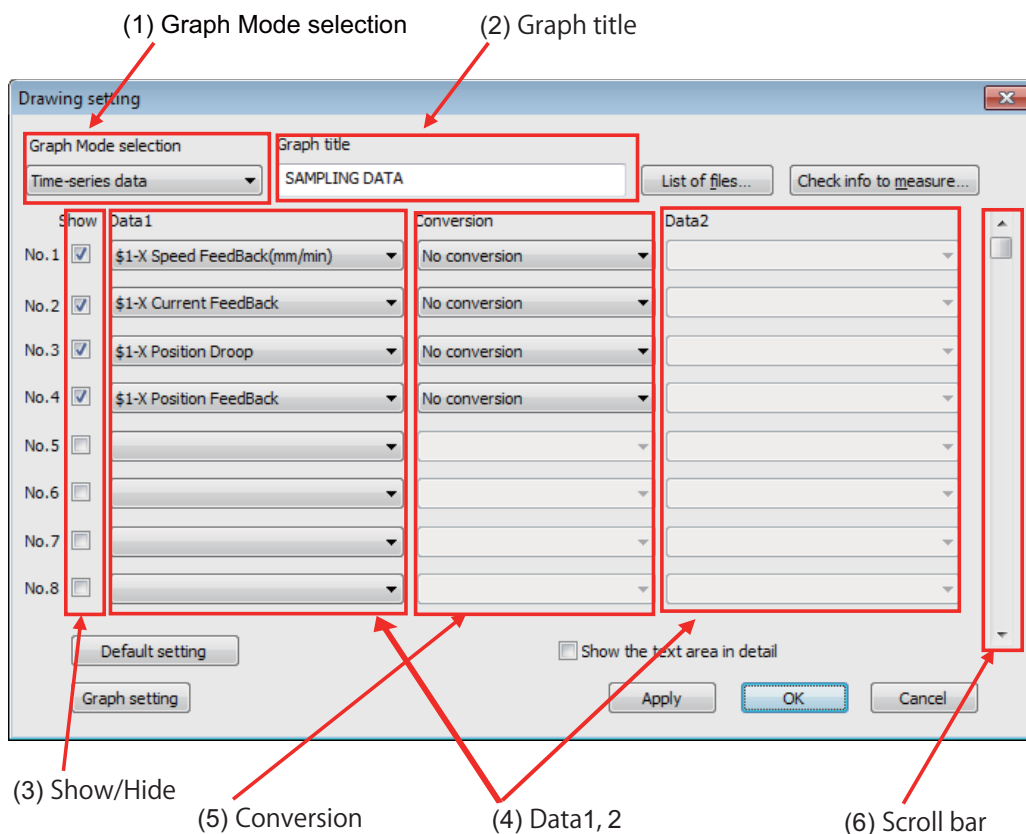 (1) Graph Mode selection
(2) Graph title
Drawing setting
Graph Mode selection
Graph title
Time-series data
SAMPLING DATA
List of files...
Check info to measure...
Show
Data1
Conversion
Data2
No.1
$1-X Speed FeedBack(mm/min)
No conversion
No.2
$1-X Current FeedBack
No conversion
No.3
$1-X Position Droop
No conversion
No.4
$1-X Position FeedBack
No conversion
No.5
No.6
No.7
No.8
Default setting
Show the text area in detail
Graph setting
Apply
OK
Cancel
(3) Show/Hide
(5) Conversion
(4) Data1, 2
(6) Scroll bar